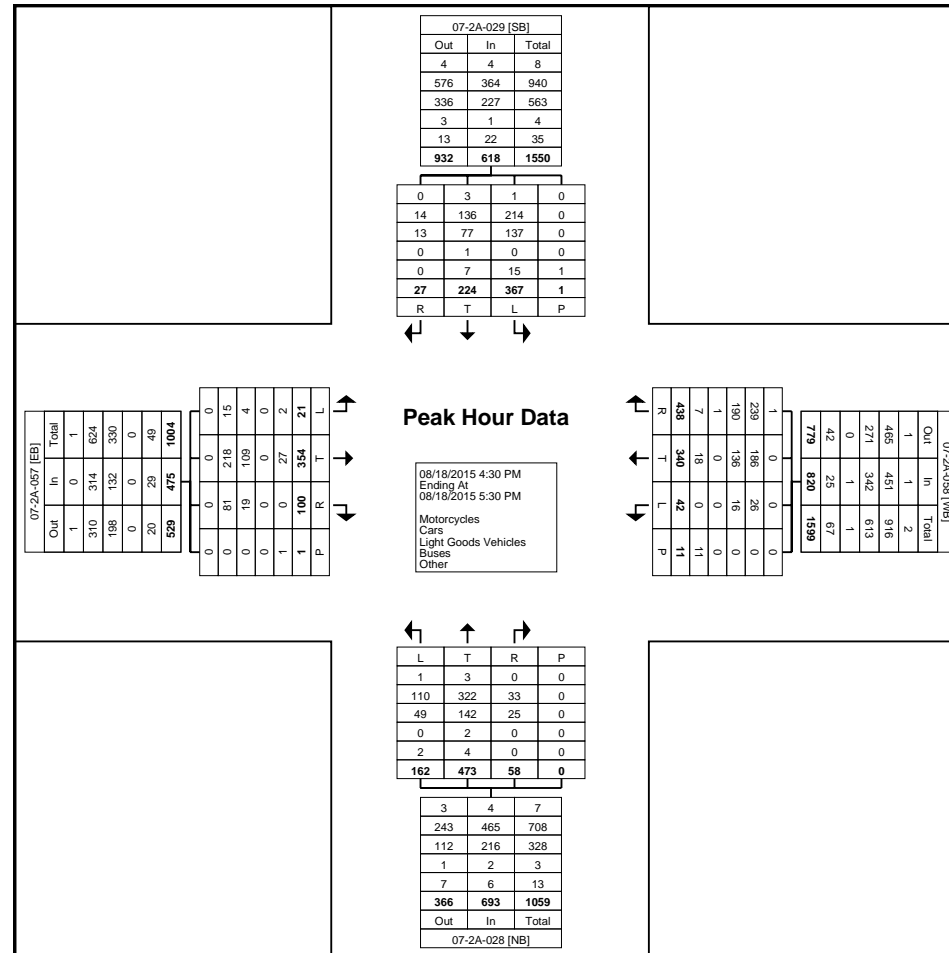 07-2A-029 [SB]
Out In Total
4 4 8
576 364 940
336 227 563
3 1 4
13 22 35
932 618 1550
0 3 1 0
14 136 214 0
13 77 137 0
0 1 0 0
0 7 15 1
27 224 367 1
R T L P
07-2A-057 [EB]
Out In Total
1 0 1
310 314 624
198 132 330
0 0 0
20 29 49
529 475 1004
0 0 0 0
0 81 218 15
0 19 109 4
0 0 0 0
1 0 27 2
1 100 354 21
P R T L
Peak Hour Data
08/18/2015 4:30 PM
Ending At
08/18/2015 5:30 PM
Motorcycles
Cars
Light Goods Vehicles
Buses
Other
07-2A-058 [WB]
Out In Total
1 1 2
465 451 916
271 342 613
0 1 1
42 25 67
779 820 1599
1 0 0 0
239 186 26 0
190 136 16 0
1 0 0 0
7 18 0 11
438 340 42 11
R T L P
L T R P
1 3 0 0
110 322 33 0
49 142 25 0
0 2 0 0
2 4 0 0
162 473 58 0
3 4 7
243 465 708
112 216 328
1 2 3
7 6 13
366 693 1059
Out In Total
07-2A-028 [NB]